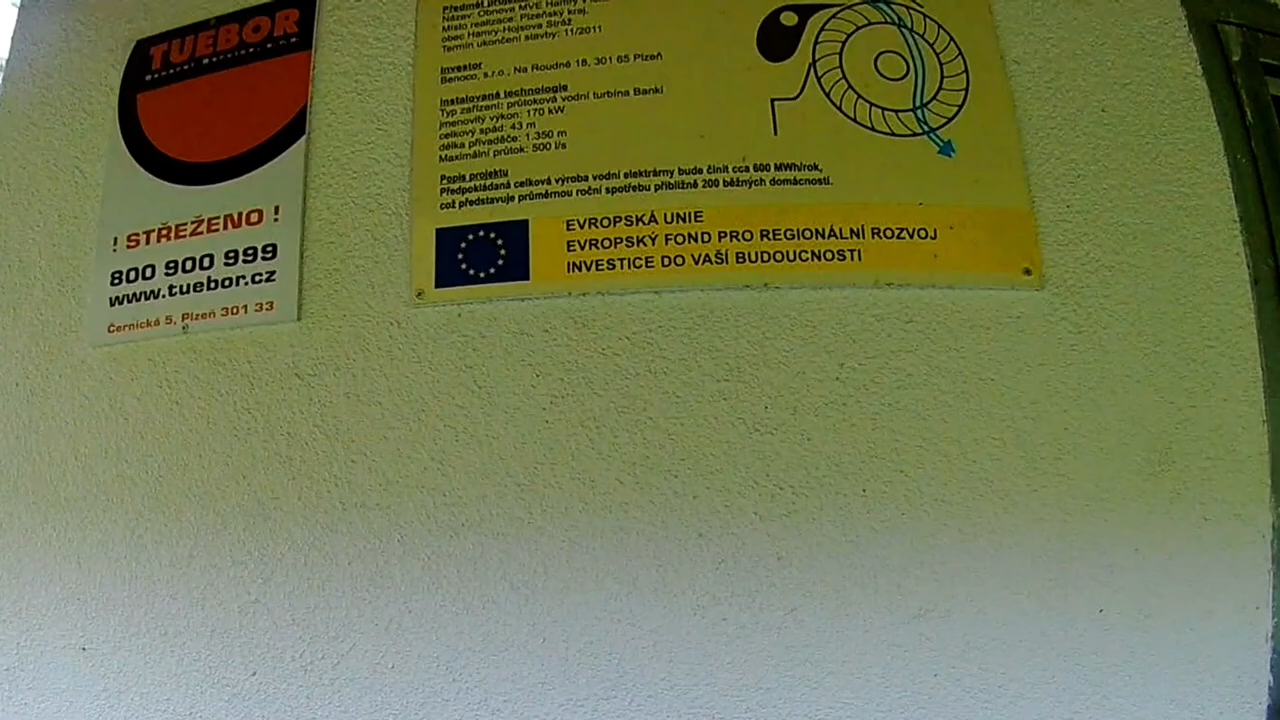 TUEBOR
General Service, s.r.o.
! STŘEŽENO !
800 900 999
www.tuebor.cz
Černická 5, Plzeň 301 33
Předmět
Název: Obnova MVE Hamry
Místo realizace: Plzeňský kraj,
obec Hamry-Hojsova Stráž
Termín ukončení stavby: 11/2011
Investor
Benoco, s.r.o., Na Roudné 18, 301 65 Plzeň
Instalovaná technologie
Typ zařízení: průtoková vodní turbína Banki
jmenovitý výkon: 170 kW
celkový spád: 43 m
délka přivaděče: 1.350 m
Maximální průtok: 500 l/s
Popis projektu
Předpokládaná celková výroba vodní elektrárny bude činit cca 600 MWh/rok,
což představuje průměrnou roční spotřebu přibližně 200 běžných domácností.
EVROPSKÁ UNIE
EVROPSKÝ FOND PRO REGIONÁLNÍ ROZVOJ
INVESTICE DO VAŠÍ BUDOUCNOSTI